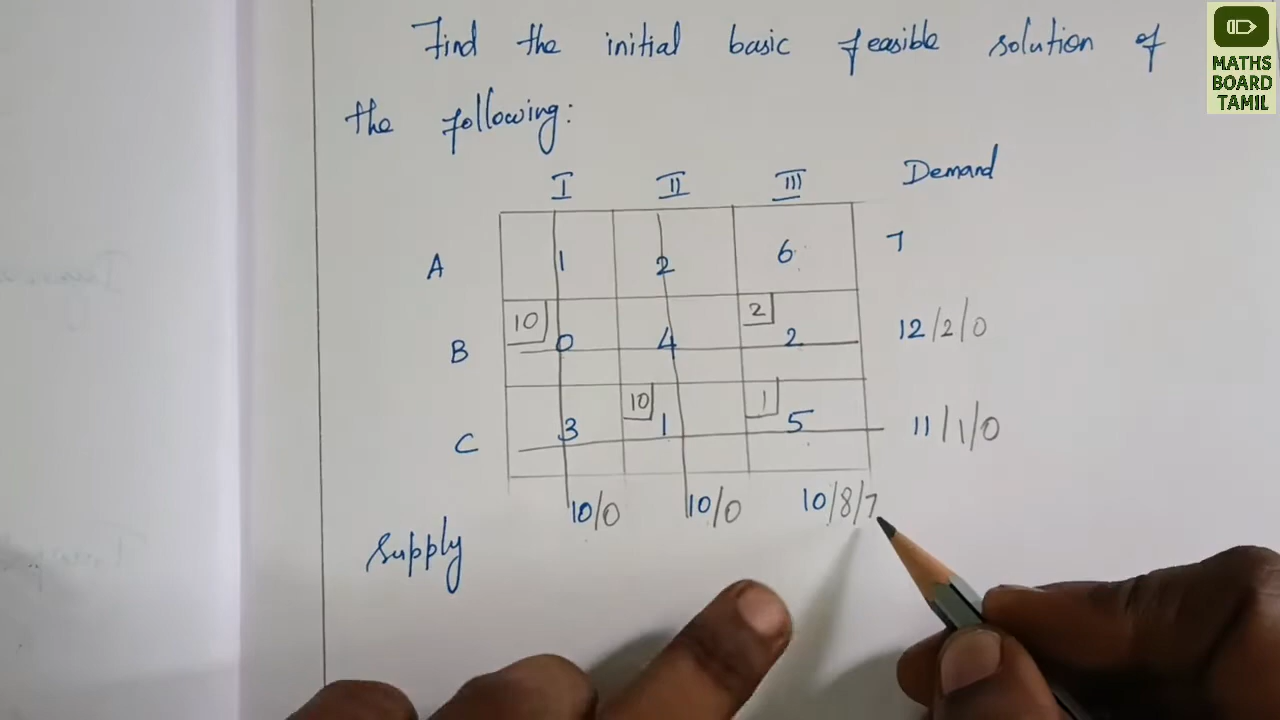 Find the initial basic feasible solution of
MATHS
BOARD
TAMIL
the following:
I II III Demand
A 1 2 6 7
10 2
B 0 4 2 12/2/0
10 1
C 3 1 5 11/1/0
10/0 10/0 10/8/7
Supply